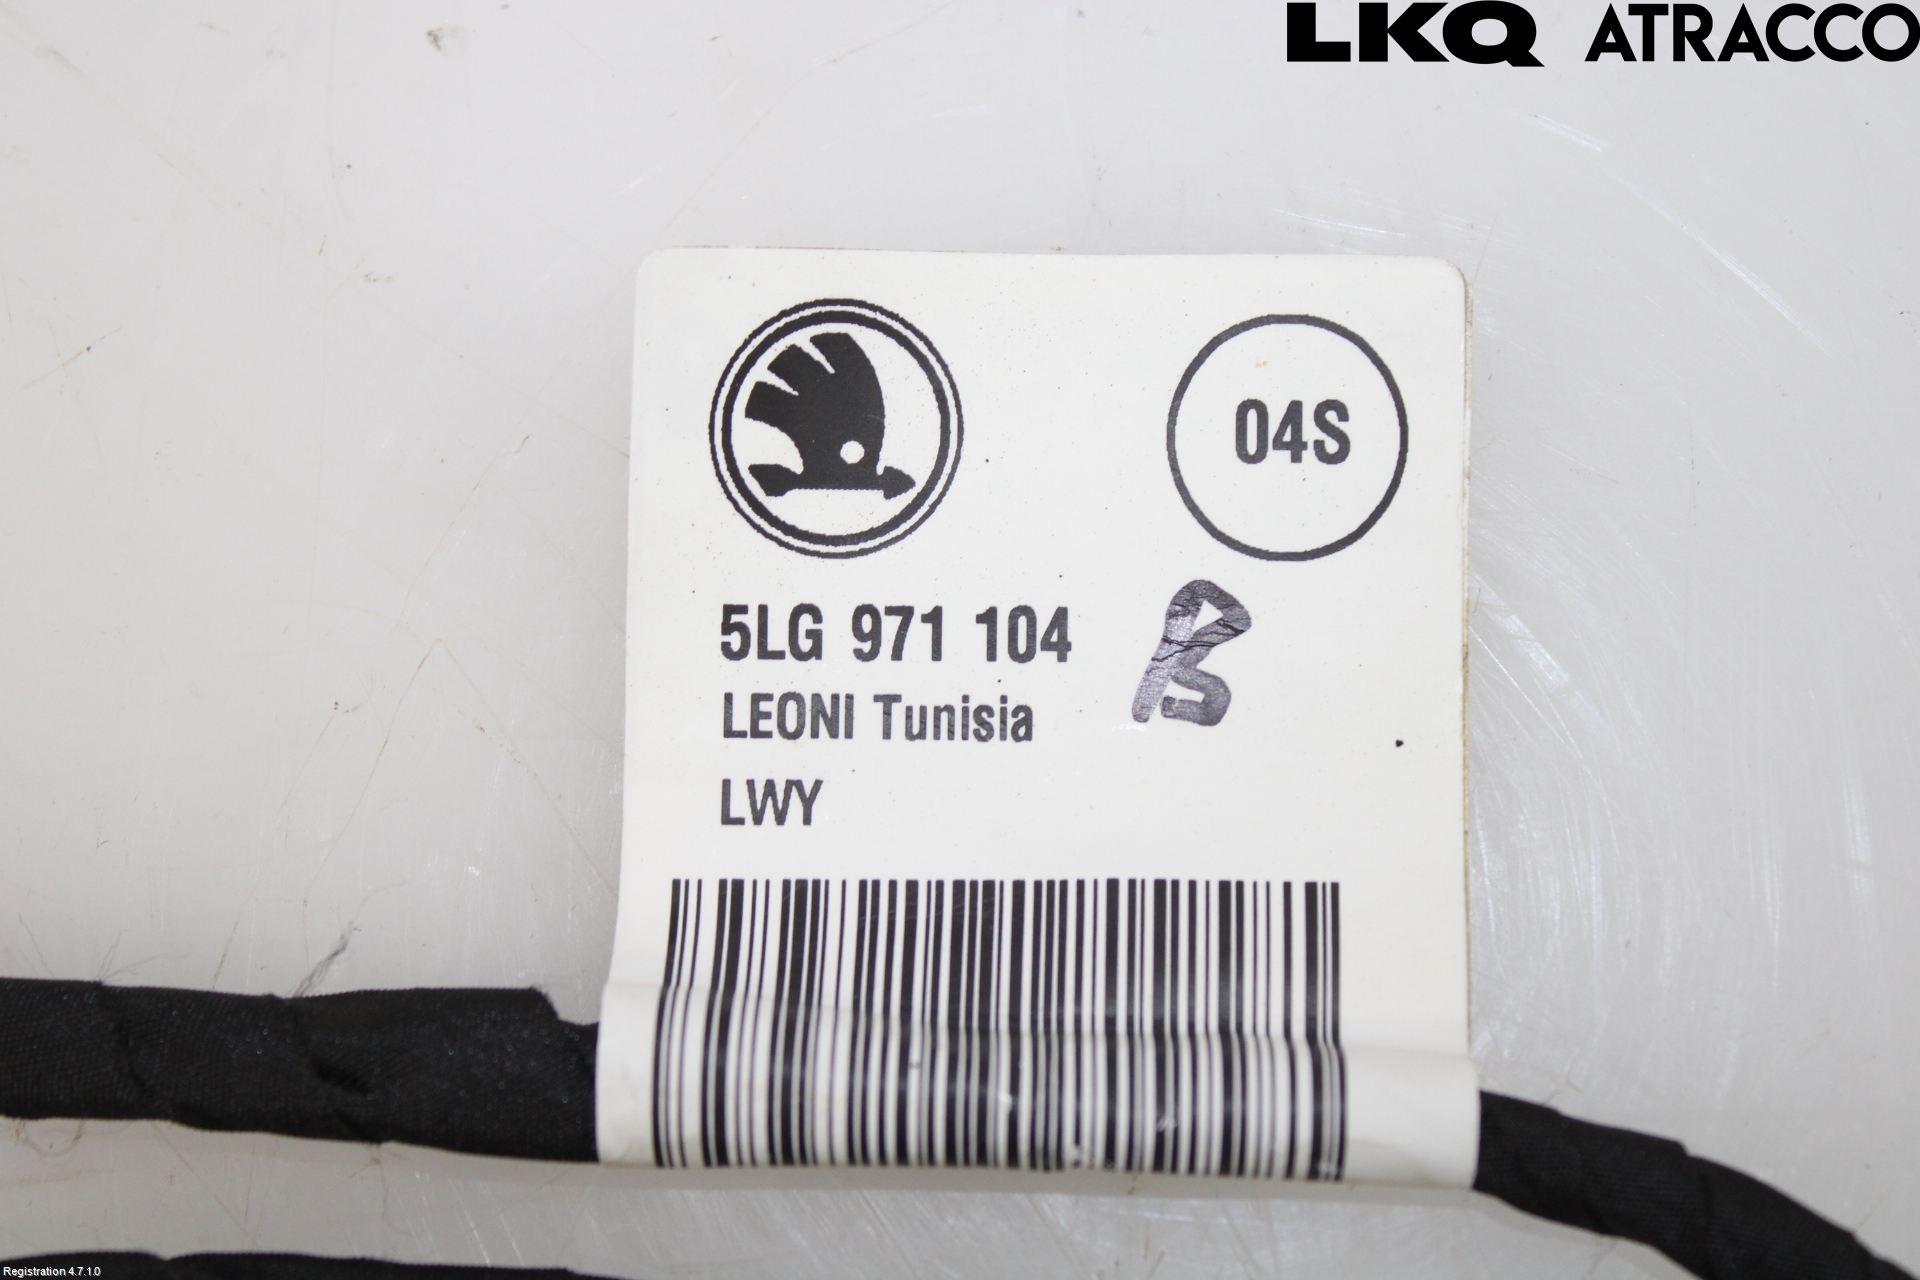 LKQ ATRACCO
04S
5LG 971 104 B
LEONI Tunisia
LWY
Registration 4.7.1.0